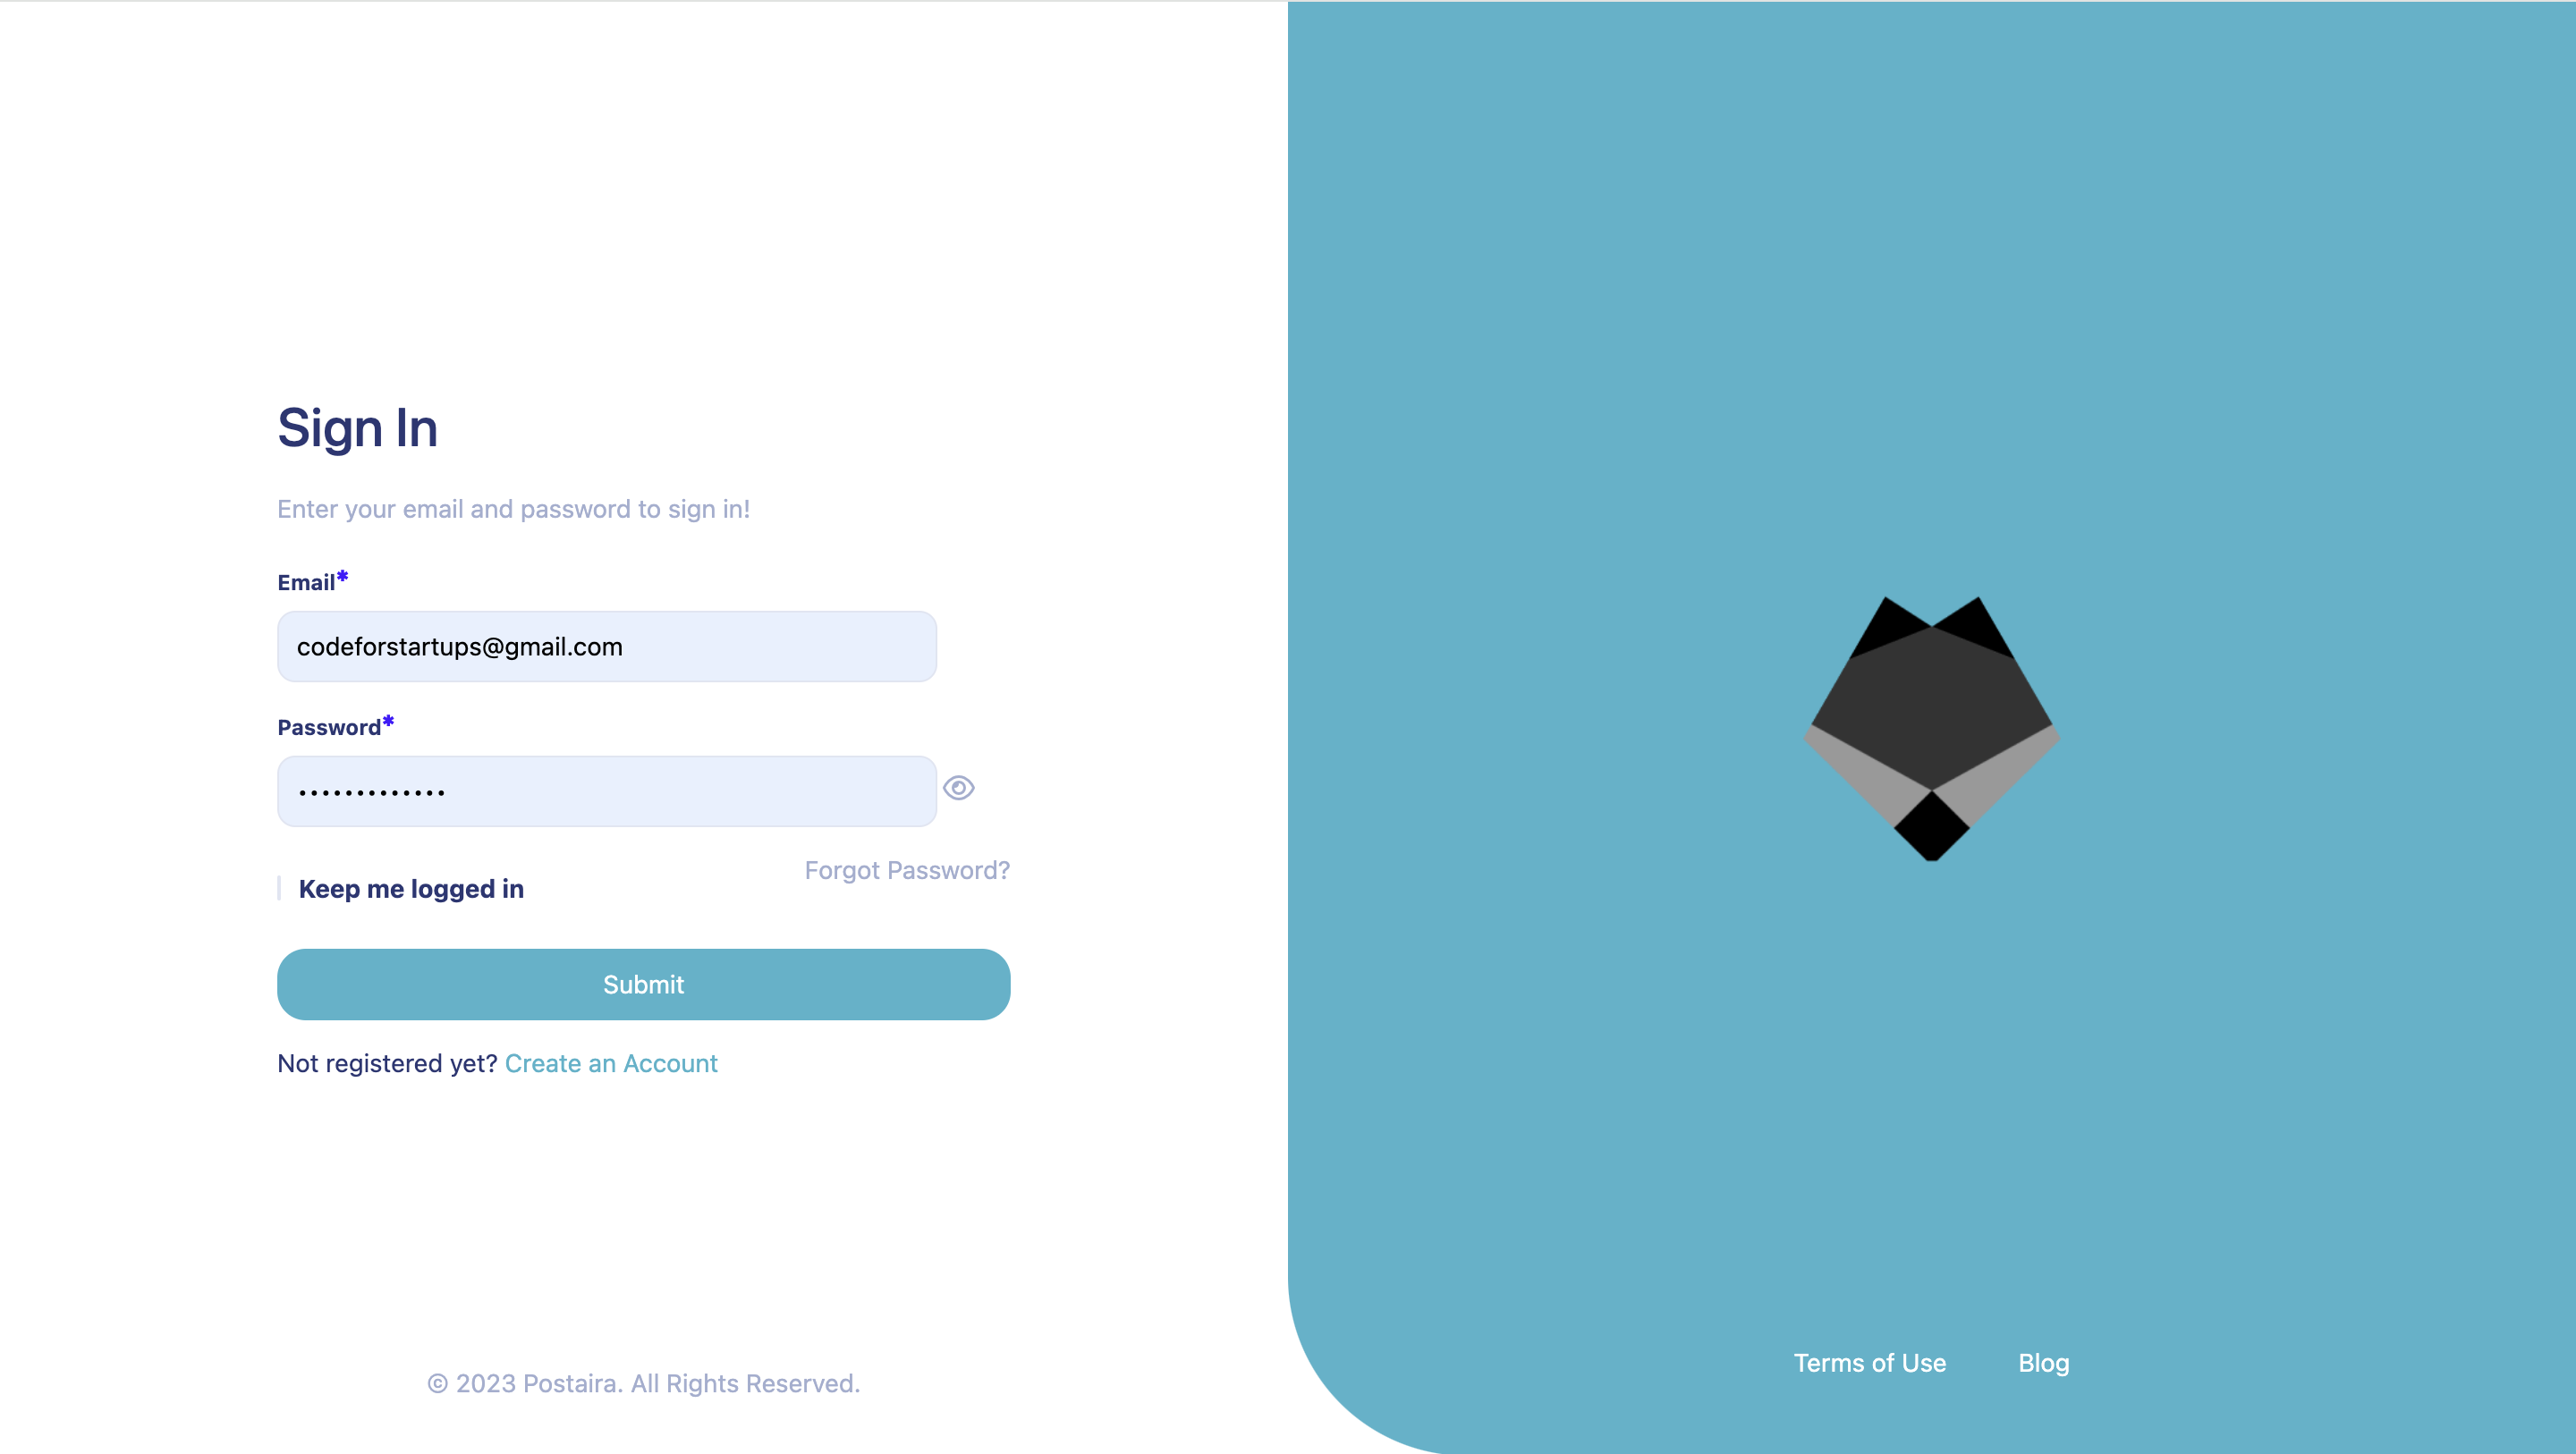 Sign In
Enter your email and password to sign in!
Email*
codeforstartups@gmail.com
Password*
•••••••••••••
Forgot Password?
Keep me logged in
Submit
Not registered yet? Create an Account
© 2023 Postaira. All Rights Reserved.
Terms of Use
Blog